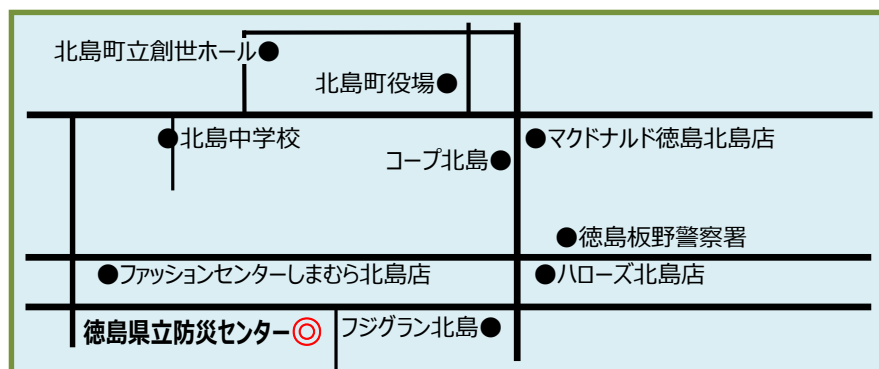 北島町立創世ホール●
北島町役場●
●北島中学校
●マクドナルド徳島北島店
コープ北島●
●徳島板野警察署
●ファッションセンターしまむら北島店
●ハローズ北島店
徳島県立防災センター◎
フジグラン北島●